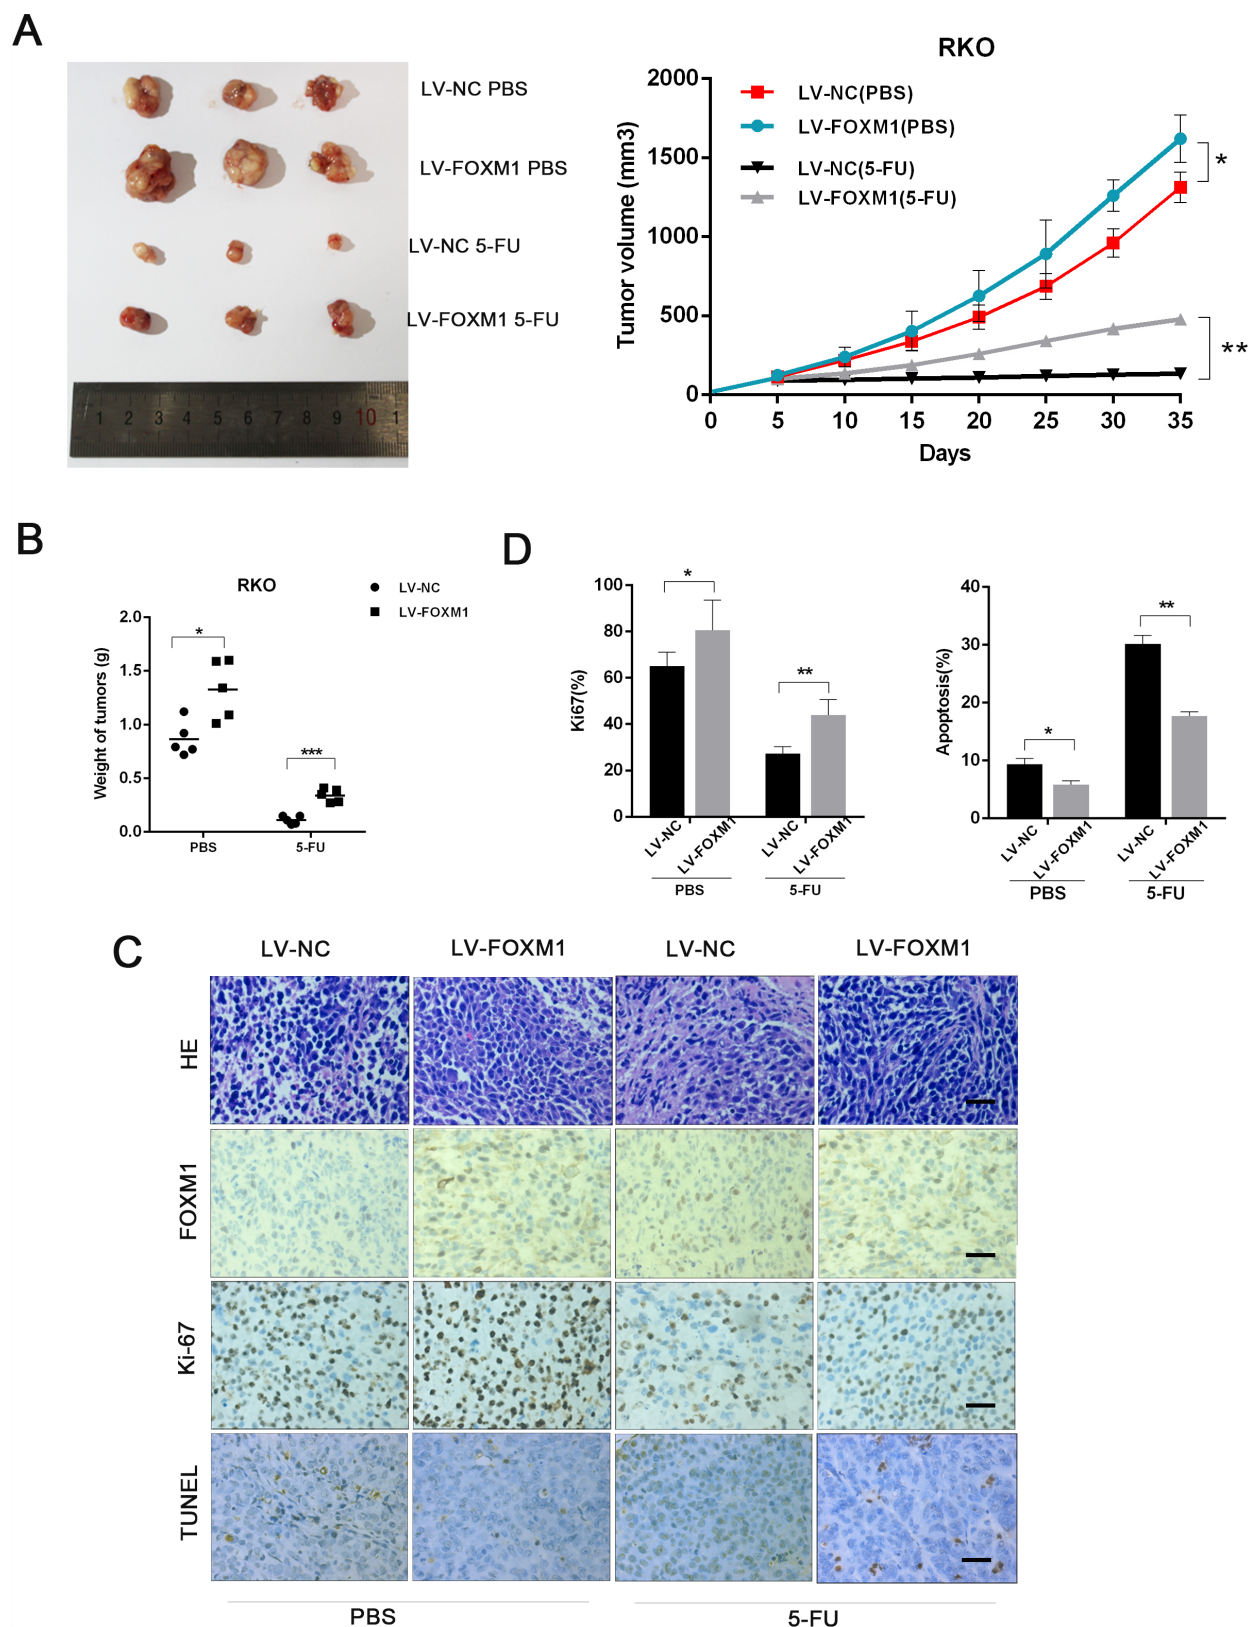 A
LV-NC PBS
LV-FOXM1 PBS
LV-NC 5-FU
LV-FOXM1 5-FU
1 2 3 4 5 6 7 8 9 10 1
RKO
Tumor volume (mm3)
2000
1500
1000
500
0
LV-NC(PBS)
LV-FOXM1(PBS)
LV-NC(5-FU)
LV-FOXM1(5-FU)
*
**
0 5 10 15 20 25 30 35
Days
B
RKO
LV-NC
LV-FOXM1
Weight of tumors (g)
2.0
1.5
1.0
0.5
0.0
*
***
PBS 5-FU
D
Ki67(%)
100
80
60
40
20
0
*
**
LV-NC LV-FOXM1 LV-NC LV-FOXM1
PBS 5-FU
Apoptosis(%)
40
30
20
10
0
*
**
LV-NC LV-FOXM1 LV-NC LV-FOXM1
PBS 5-FU
C
LV-NC LV-FOXM1 LV-NC LV-FOXM1
HE
FOXM1
Ki-67
TUNEL
PBS 5-FU